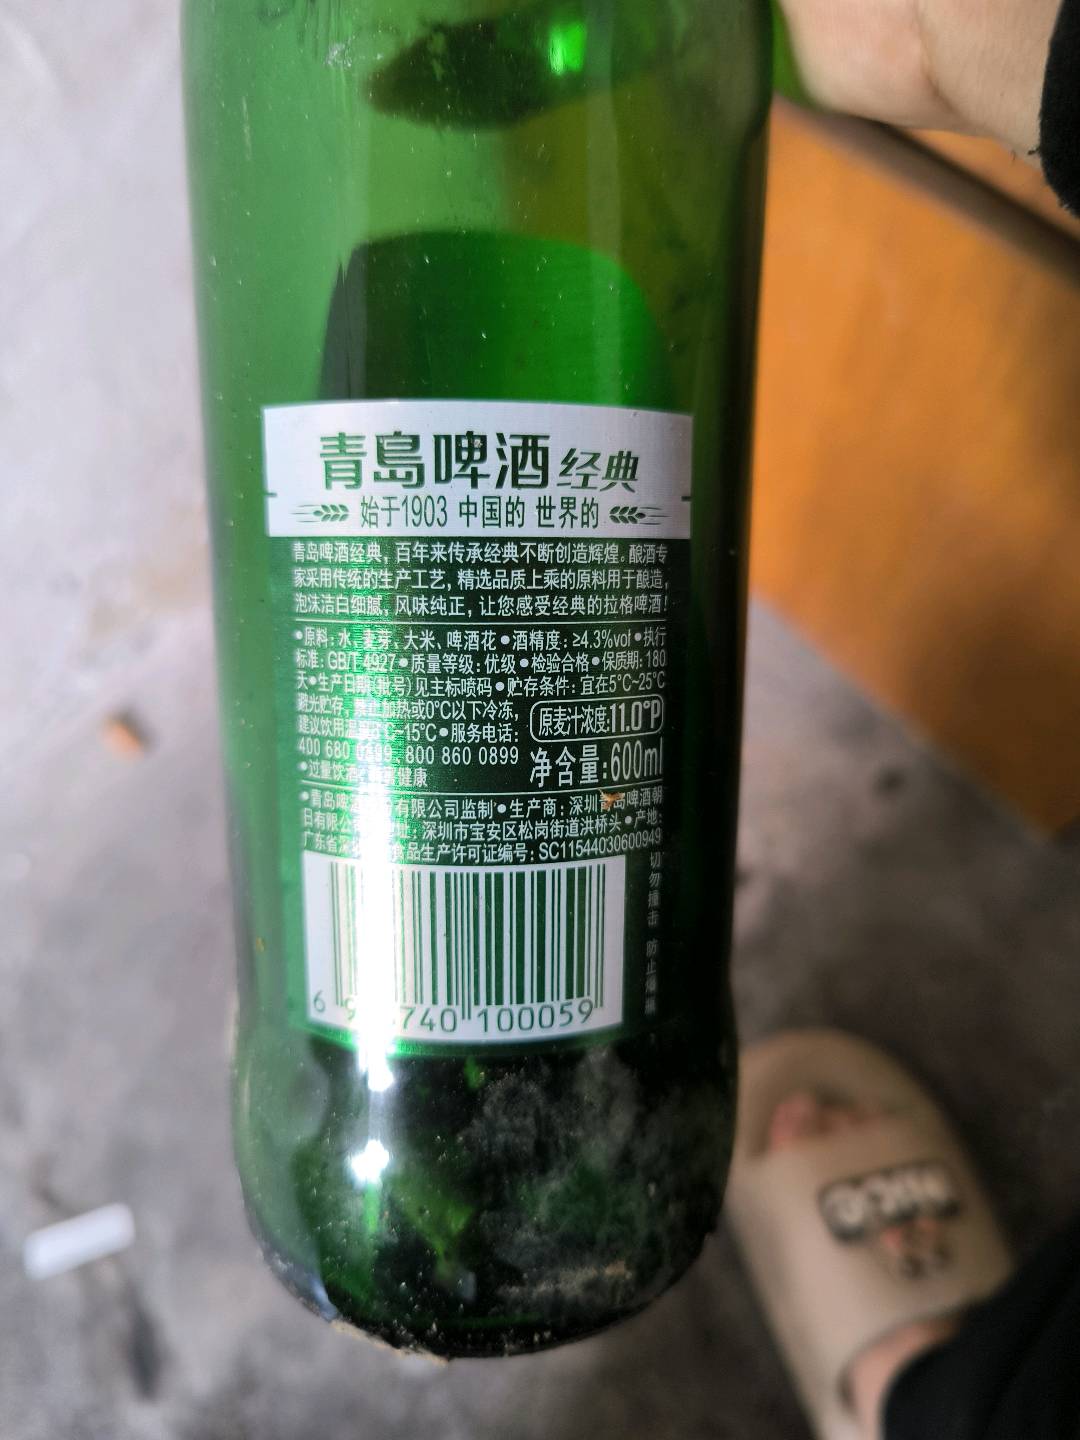 青岛啤酒 经典
始于1903 中国的 世界的
青岛啤酒经典，百年来传承经典不断创造辉煌。酿酒专
家采用传统的生产工艺，精选品质上乘的原料用于酿造，
泡沫洁白细腻，风味纯正，让您感受经典的拉格啤酒！
•原料：水、麦芽、大米、啤酒花•酒精度：≥4.3%vol•执行
标准：GB/T 4927•质量等级：优级•检验合格•保质期：180
天•生产日期(批号)见主标喷码•贮存条件：宜在5°C~25°C
避光贮存，禁止加热或0°C以下冷冻，
建议饮用温 °C~15°C•服务电话：
400 680 0899、800 860 0899
原麦汁浓度:11.0°P
净含量:600ml
•过量饮酒 健康
•青岛啤酒 有限公司监制•生产商：深圳青岛啤酒朝
日有限公 址：深圳市宝安区松岗街道洪桥头•产地：
广东省深 食品生产许可证编号：SC11544030600949
切勿撞击 防止爆瓶
6 9 740 100059